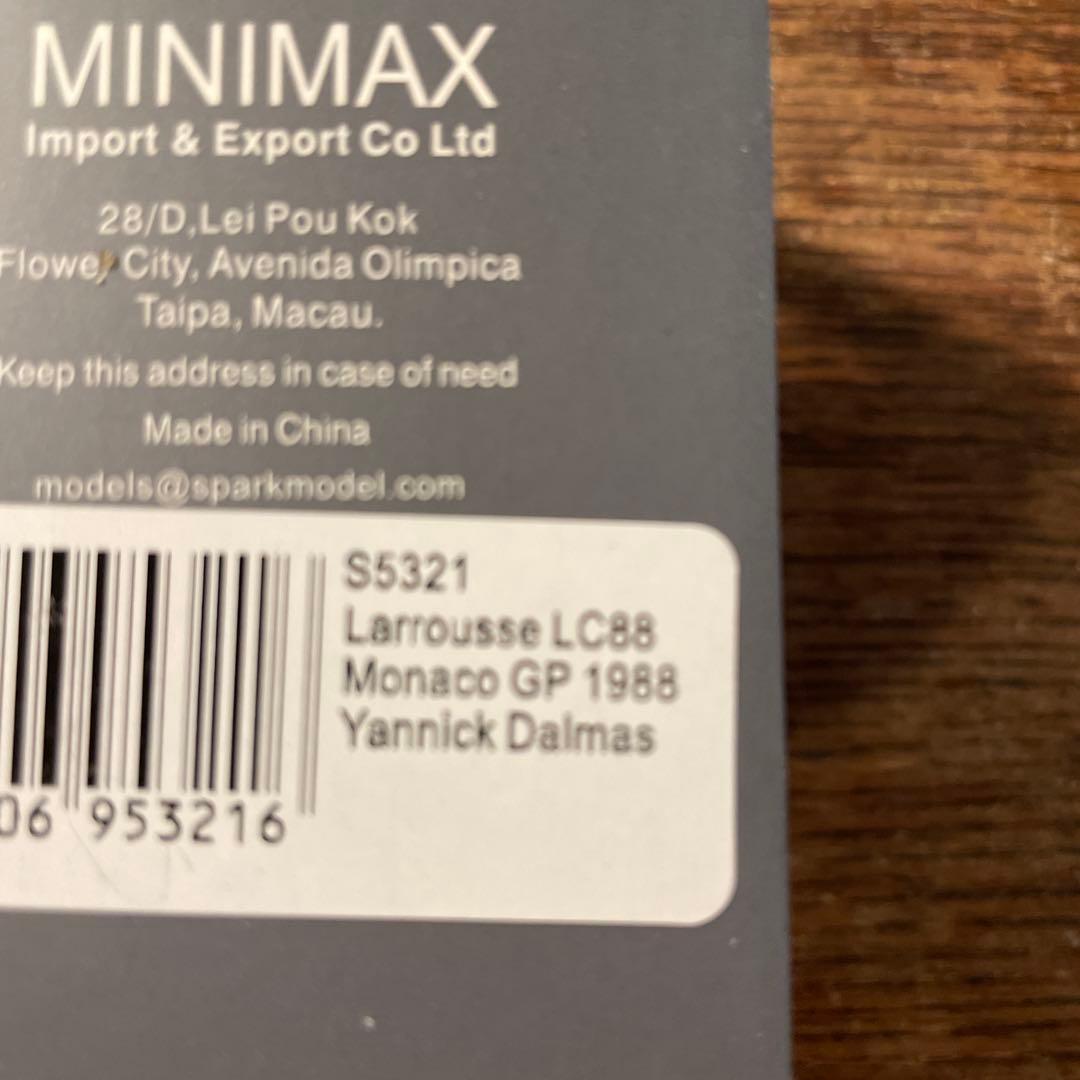 MINIMAX
Import & Export Co Ltd
28/D,Lei Pou Kok
Flower City, Avenida Olimpica
Taipa, Macau.
Keep this address in case of need
Made in China
models@sparkmodel.com
S5321
Larrousse LC88
Monaco GP 1988
Yannick Dalmas
06 953216